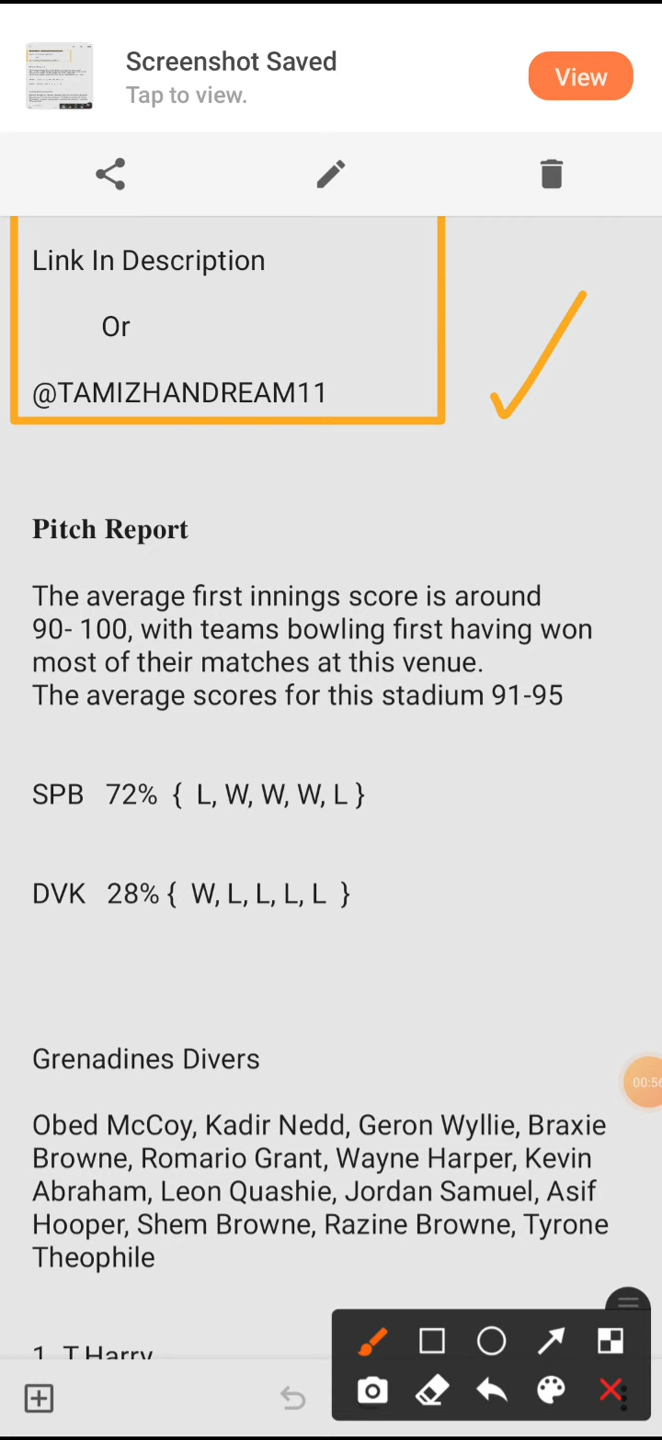 Screenshot Saved
Tap to view.
View
Link In Description
Or
@TAMIZHANDREAM11
Pitch Report
The average first innings score is around
90- 100, with teams bowling first having won
most of their matches at this venue.
The average scores for this stadium 91-95
SPB 72% { L, W, W, W, L }
DVK 28% { W, L, L, L, L }
Grenadines Divers
Obed McCoy, Kadir Nedd, Geron Wyllie, Braxie
Browne, Romario Grant, Wayne Harper, Kevin
Abraham, Leon Quashie, Jordan Samuel, Asif
Hooper, Shem Browne, Razine Browne, Tyrone
Theophile
1. T Harry